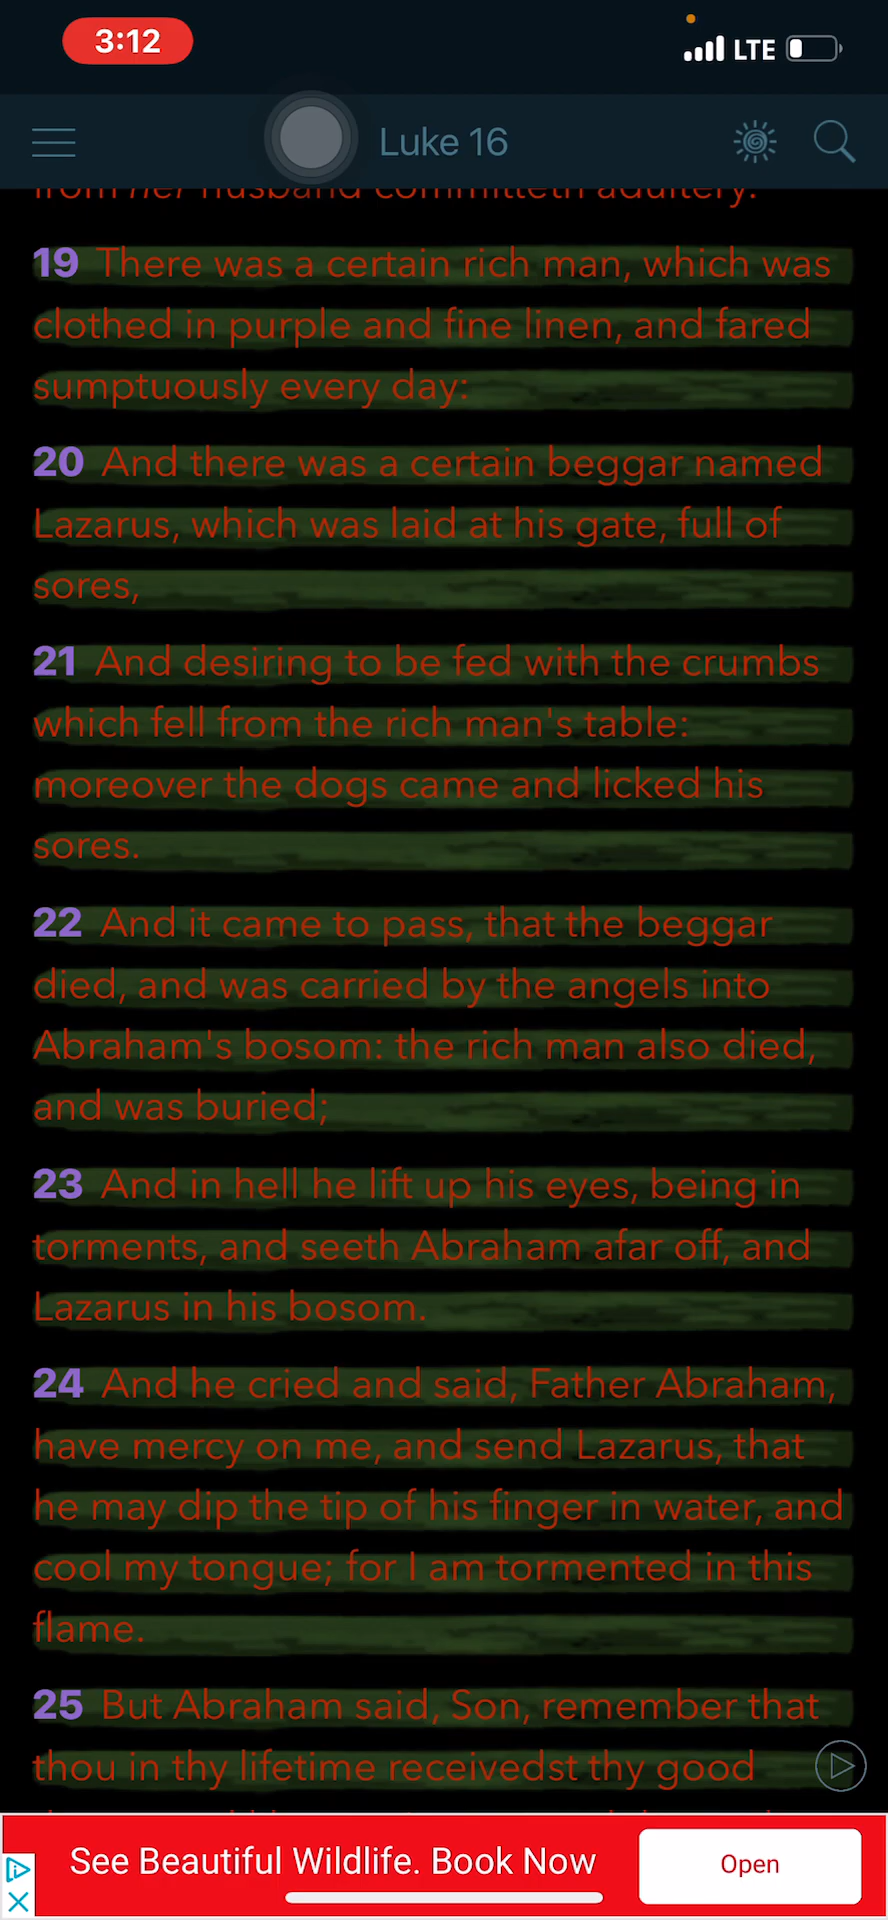 3:12
LTE
Luke 16
from her husband committeth adultery.
19 There was a certain rich man, which was
clothed in purple and fine linen, and fared
sumptuously every day:
20 And there was a certain beggar named
Lazarus, which was laid at his gate, full of
sores,
21 And desiring to be fed with the crumbs
which fell from the rich man's table:
moreover the dogs came and licked his
sores.
22 And it came to pass, that the beggar
died, and was carried by the angels into
Abraham's bosom: the rich man also died,
and was buried;
23 And in hell he lift up his eyes, being in
torments, and seeth Abraham afar off, and
Lazarus in his bosom.
24 And he cried and said, Father Abraham,
have mercy on me, and send Lazarus, that
he may dip the tip of his finger in water, and
cool my tongue; for I am tormented in this
flame.
25 But Abraham said, Son, remember that
thou in thy lifetime receivedst thy good
See Beautiful Wildlife. Book Now
Open